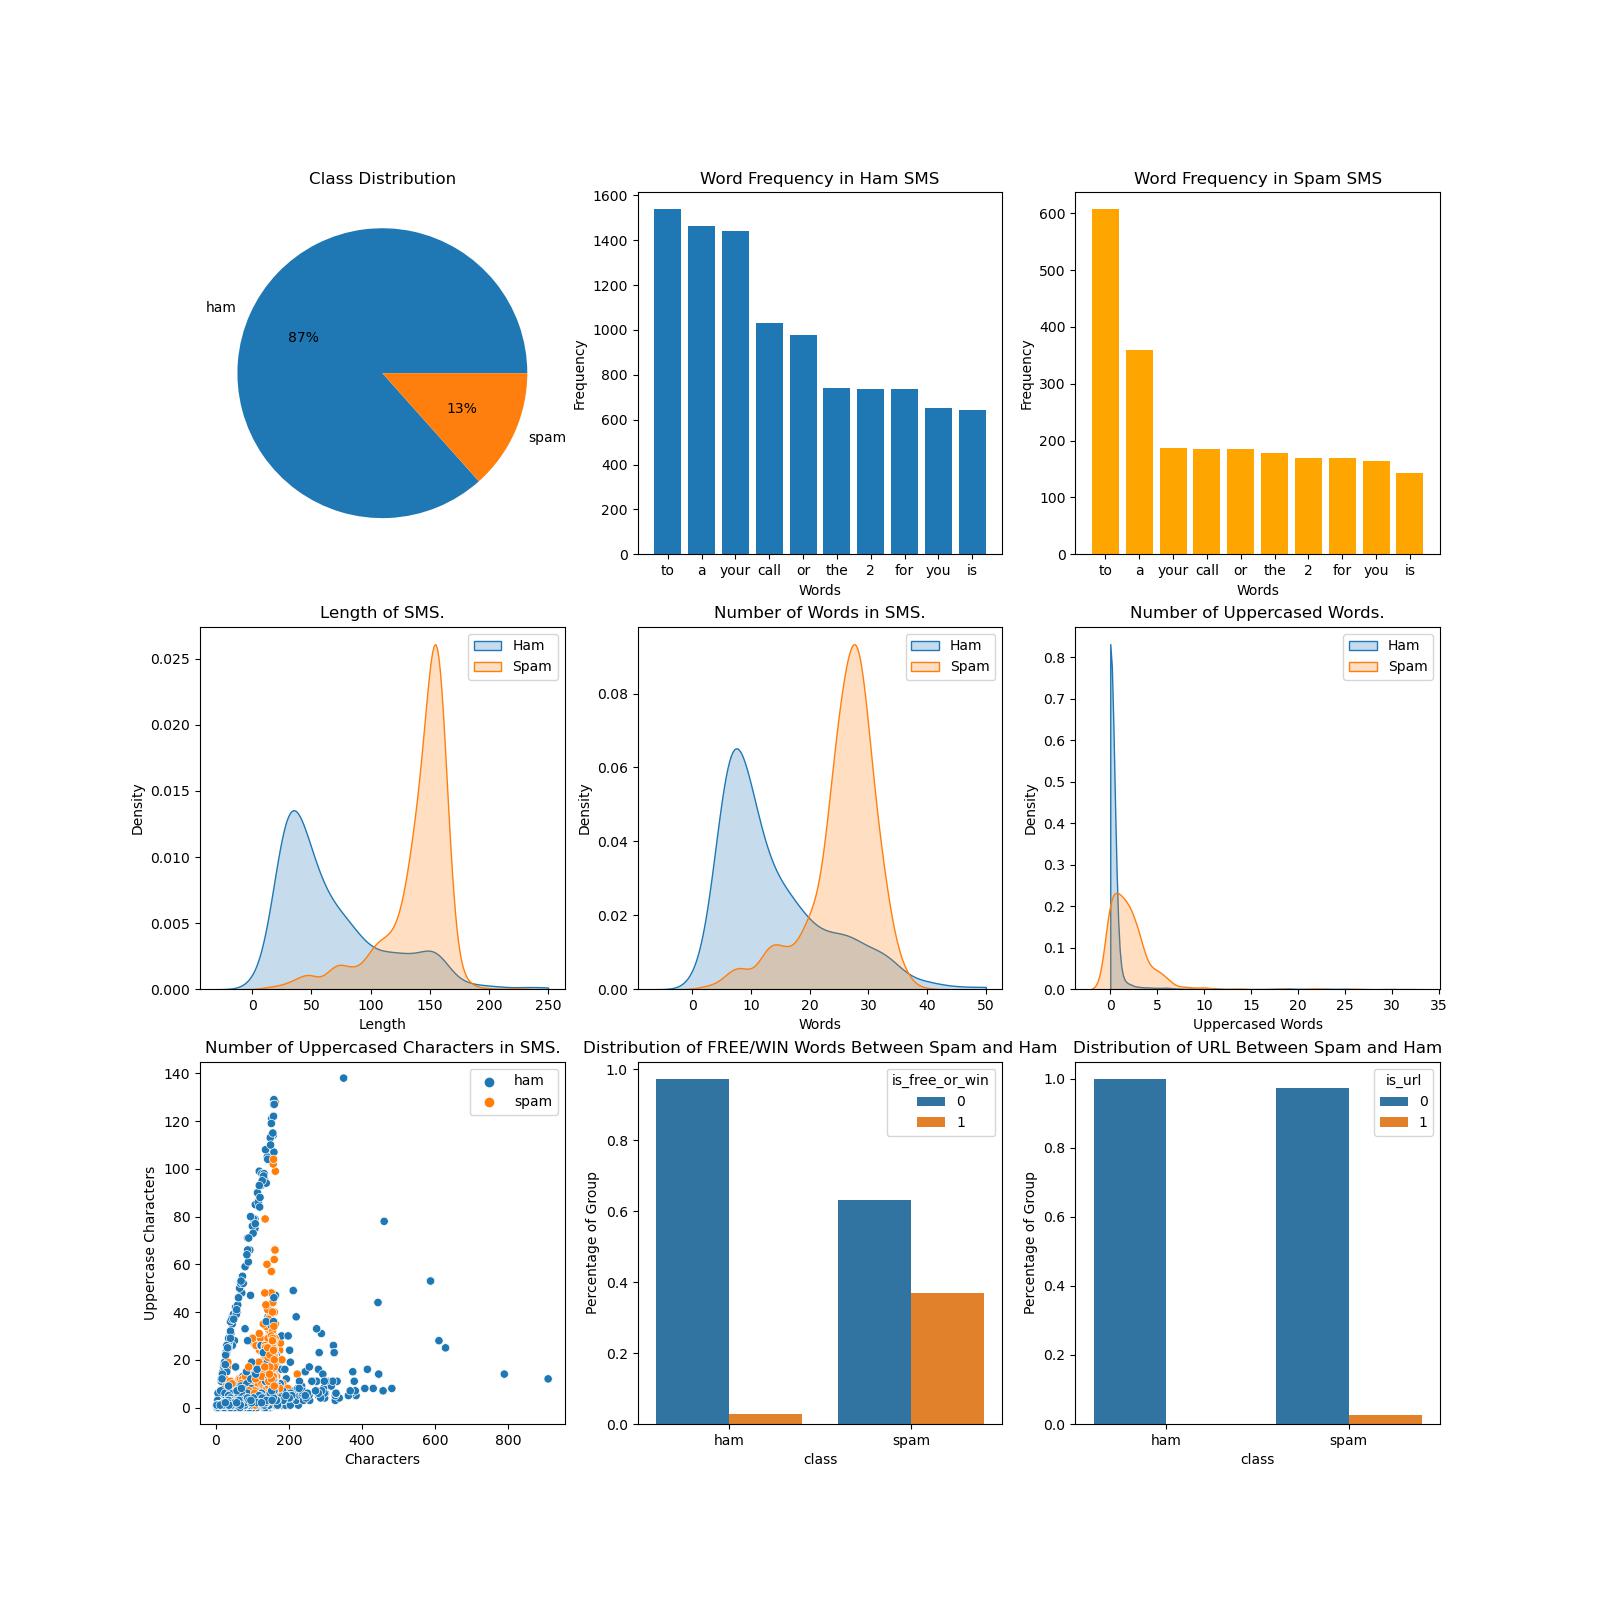 Class Distribution
ham
87%
13%
spam
Word Frequency in Ham SMS
1600
1400
1200
1000
800
600
400
200
0
Frequency
to a your call or the 2 for you is
Words
Word Frequency in Spam SMS
600
500
400
300
200
100
0
Frequency
to a your call or the 2 for you is
Words
Length of SMS.
Ham
Spam
0.025
0.020
0.015
0.010
0.005
0.000
Density
0 50 100 150 200 250
Length
Number of Words in SMS.
Ham
Spam
0.08
0.06
0.04
0.02
0.00
Density
0 10 20 30 40 50
Words
Number of Uppercased Words.
Ham
Spam
0.8
0.7
0.6
0.5
0.4
0.3
0.2
0.1
0.0
Density
0 5 10 15 20 25 30 35
Uppercased Words
Number of Uppercased Characters in SMS.
ham
spam
140
120
100
80
60
40
20
0
Uppercase Characters
0 200 400 600 800
Characters
Distribution of FREE/WIN Words Between Spam and Ham
is_free_or_win
0
1
1.0
0.8
0.6
0.4
0.2
0.0
Percentage of Group
ham spam
class
Distribution of URL Between Spam and Ham
is_url
0
1
1.0
0.8
0.6
0.4
0.2
0.0
Percentage of Group
ham spam
class